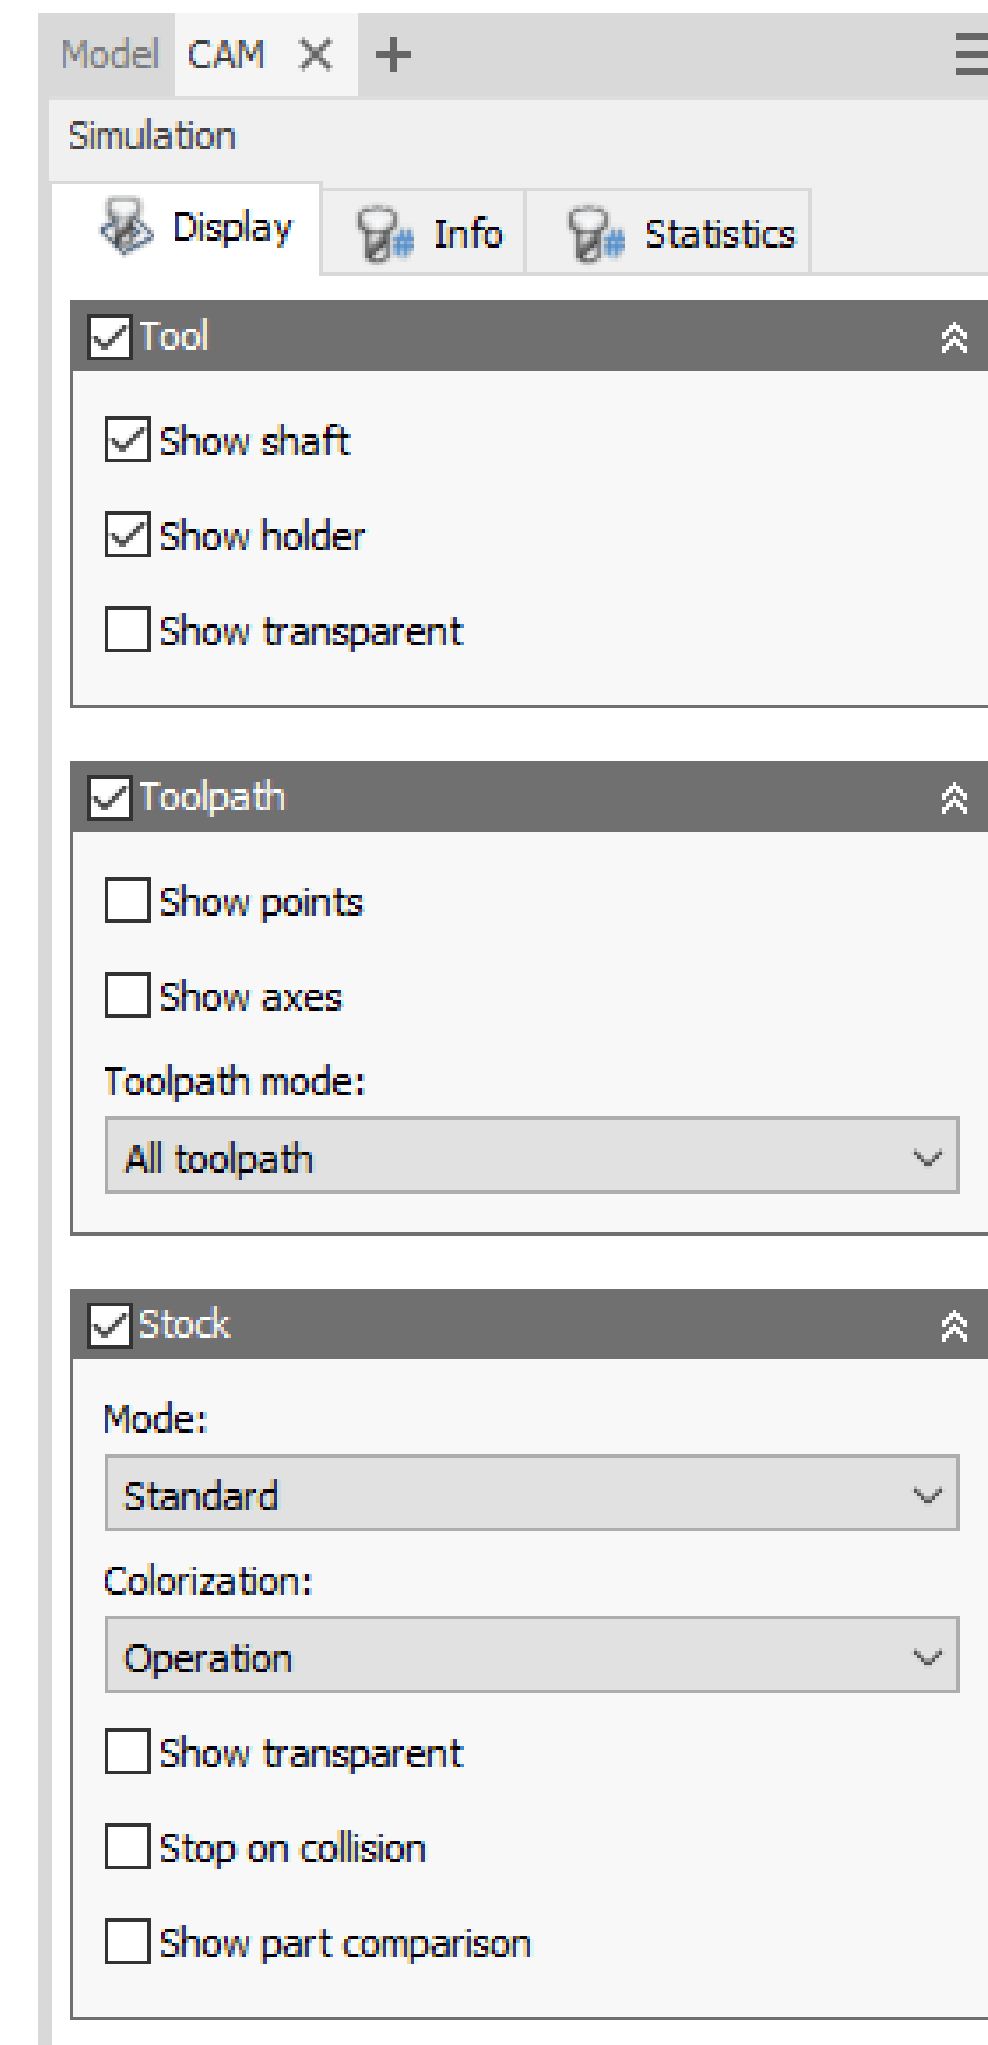 Model CAM
Simulation
Display Info Statistics
Tool
Show shaft
Show holder
Show transparent
Toolpath
Show points
Show axes
Toolpath mode:
All toolpath
Stock
Mode:
Standard
Colorization:
Operation
Show transparent
Stop on collision
Show part comparison